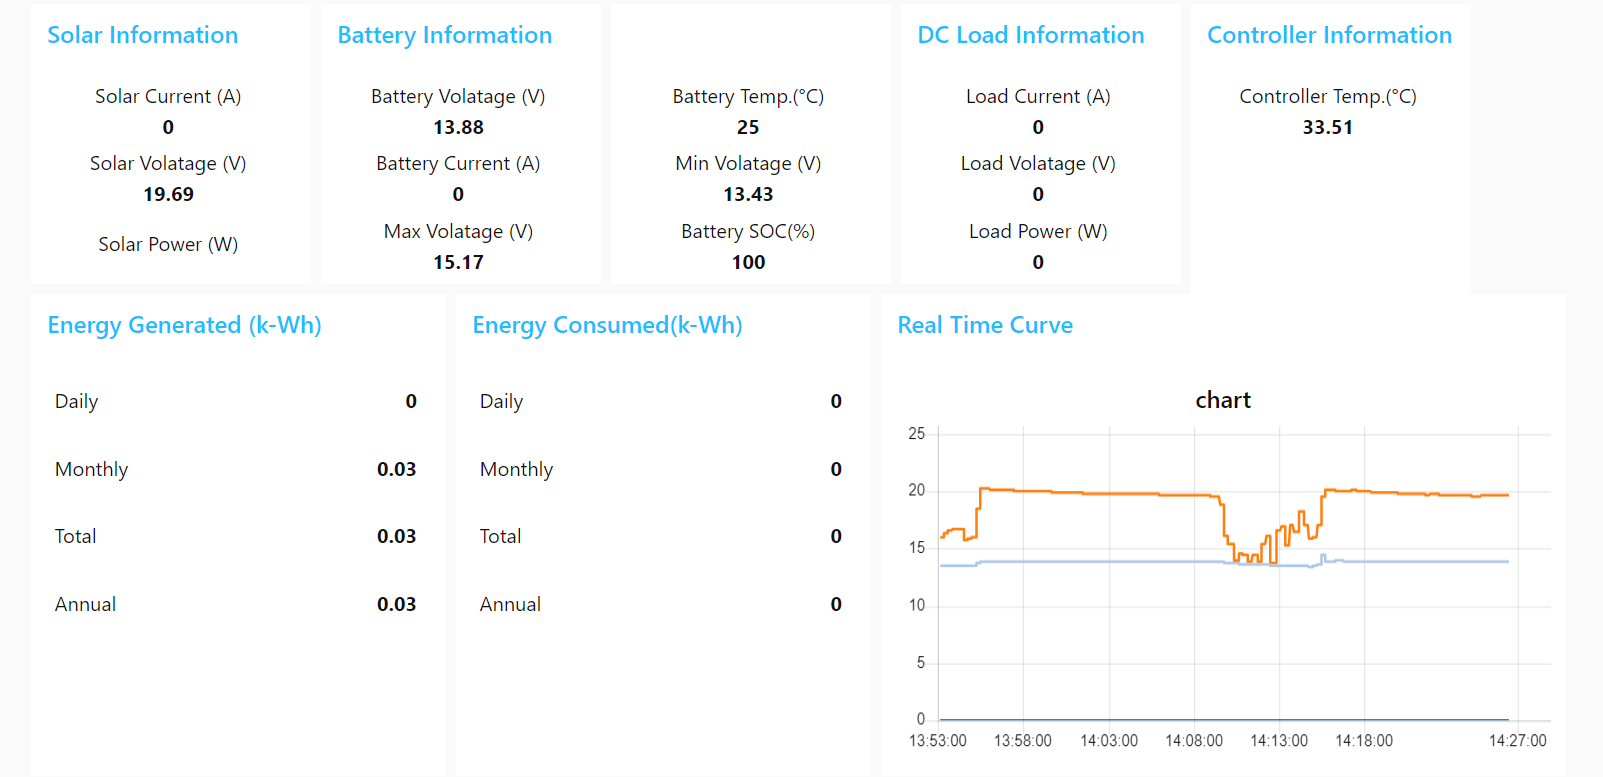 Solar Information
Solar Current (A)
0
Solar Volatage (V)
19.69
Solar Power (W)
Battery Information
Battery Volatage (V)
13.88
Battery Current (A)
0
Max Volatage (V)
15.17
Battery Temp.(°C)
25
Min Volatage (V)
13.43
Battery SOC(%)
100
DC Load Information
Load Current (A)
0
Load Volatage (V)
0
Load Power (W)
0
Controller Information
Controller Temp.(°C)
33.51
Energy Generated (k-Wh)
Daily 0
Monthly 0.03
Total 0.03
Annual 0.03
Energy Consumed(k-Wh)
Daily 0
Monthly 0
Total 0
Annual 0
Real Time Curve
chart
25
20
15
10
5
0
13:53:00 13:58:00 14:03:00 14:08:00 14:13:00 14:18:00 14:27:00